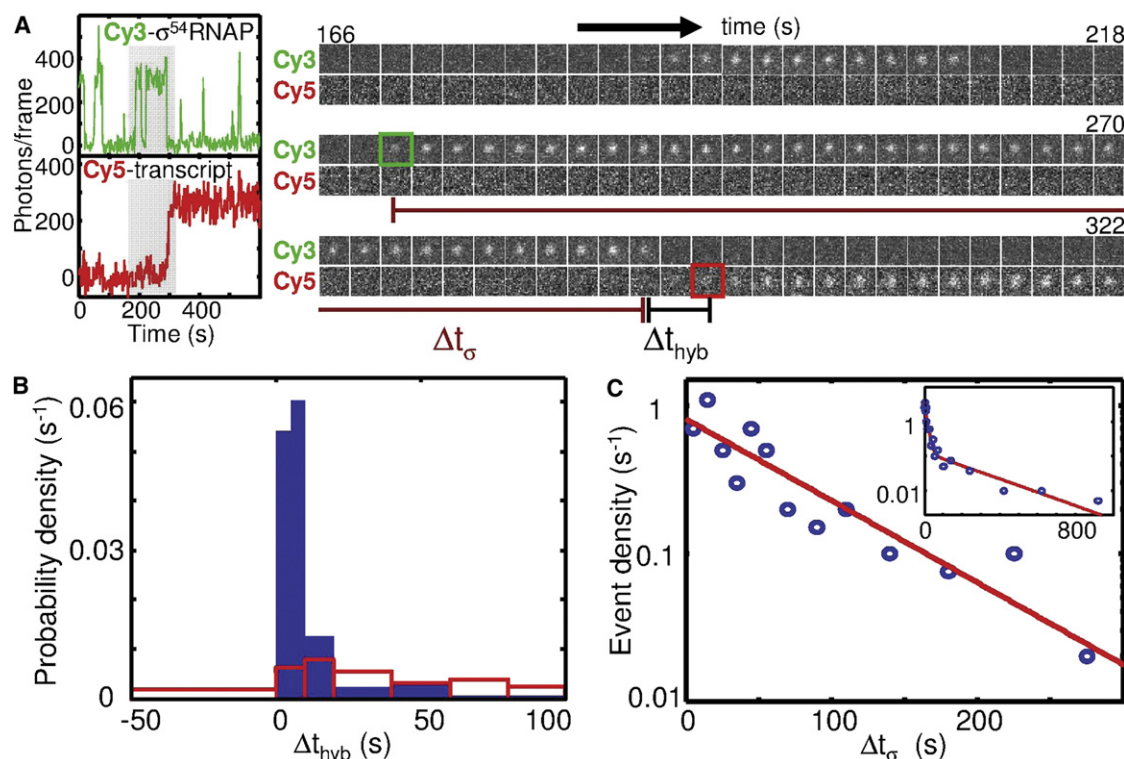 A
Cy3-σ⁵⁴RNAP
400
300
200
100
0
Photons/frame
Cy5-transcript
400
200
0
0 200 400
Time (s)
time (s)
166 218
Cy3
Cy5
270
Cy3
Cy5
322
Cy3
Cy5
Δtσ
Δthyb
B
Probability density (s⁻¹)
0.06
0.03
0
-50 0 50 100
Δthyb (s)
C
Event density (s⁻¹)
1
0.1
0.01
0 100 200
Δtσ (s)
1
0.01
0 800